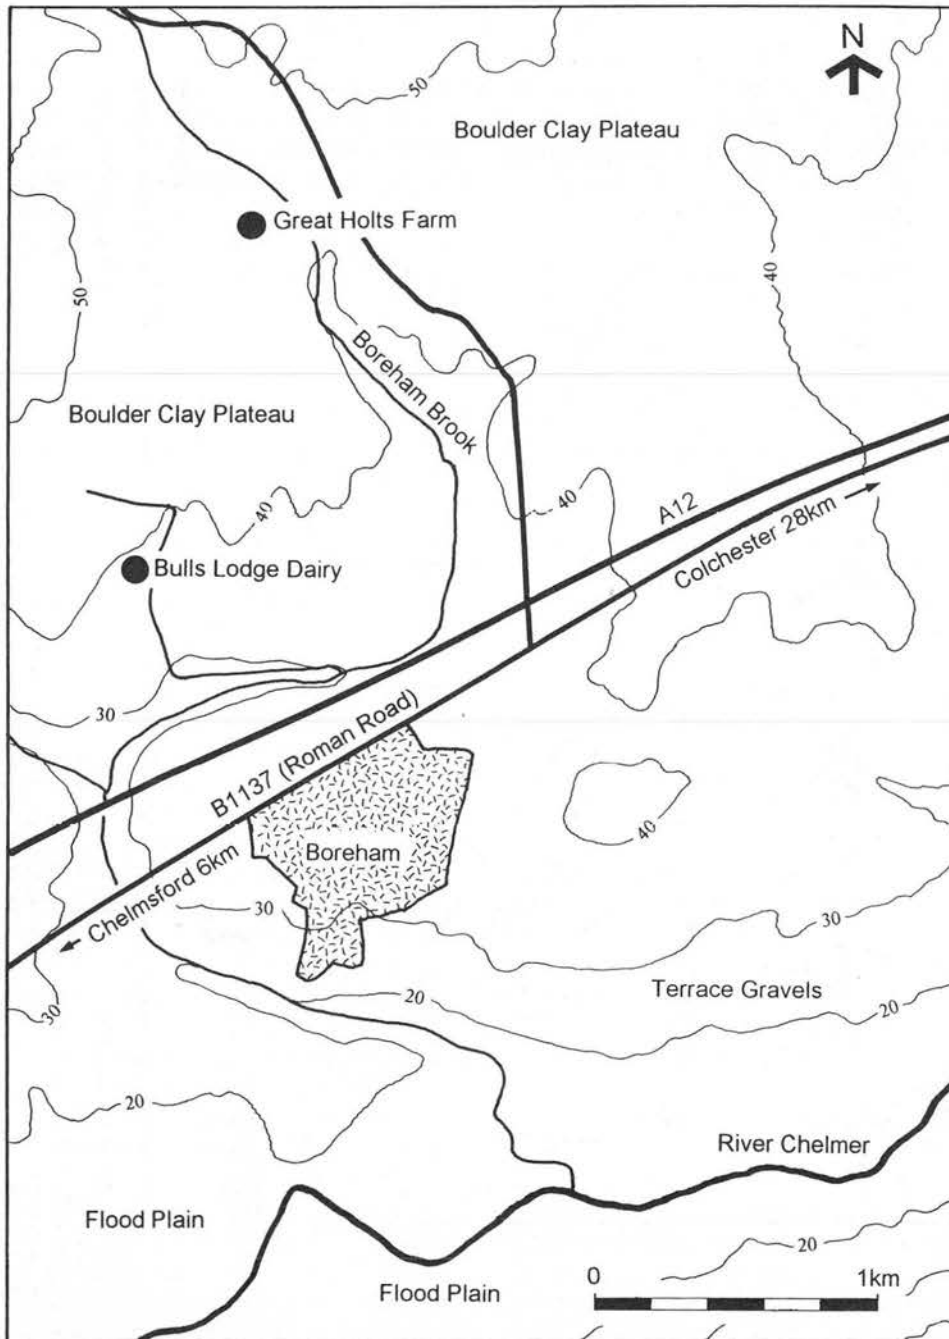 N
50
Boulder Clay Plateau
Great Holts Farm
40
50
Boreham Brook
Boulder Clay Plateau
40
40
A12
Colchester 28km
Bulls Lodge Dairy
30
B1137 (Roman Road)
40
Boreham
Chelmsford 6km
30
30
Terrace Gravels
20
20
30
20
River Chelmer
Flood Plain
20
0
1km
Flood Plain